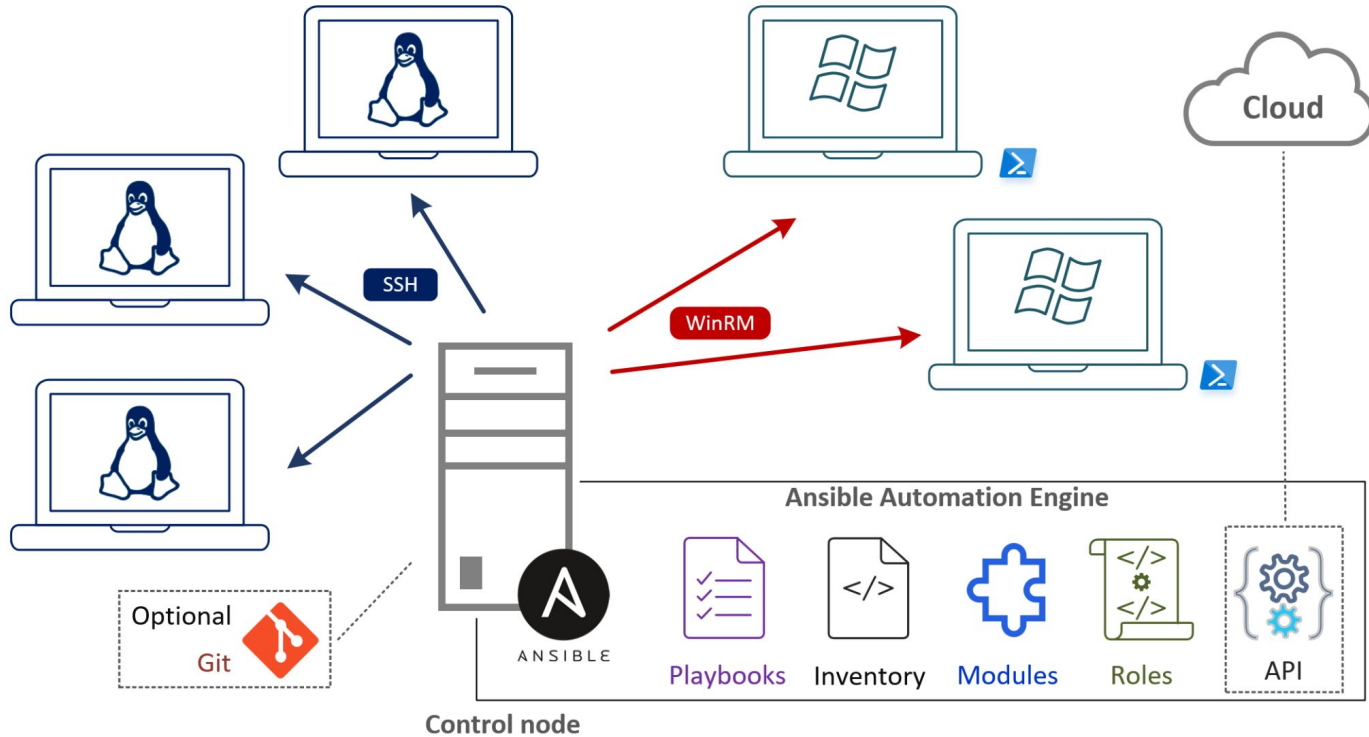 Cloud
SSH
WinRM
Ansible Automation Engine
Optional
Git
ANSIBLE
Playbooks
Inventory
Modules
Roles
API
Control node
</>
</>
</>